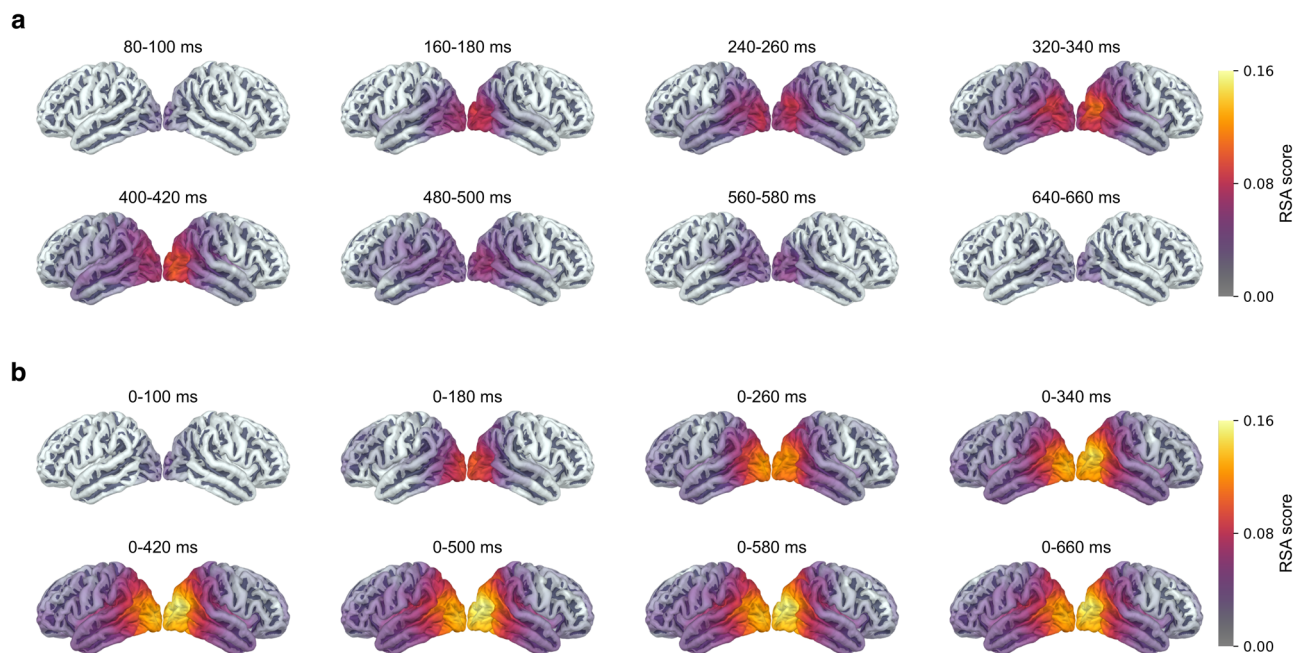 a
80-100 ms
160-180 ms
240-260 ms
320-340 ms
0.16
0.08
0.00
RSA score
400-420 ms
480-500 ms
560-580 ms
640-660 ms
b
0-100 ms
0-180 ms
0-260 ms
0-340 ms
0.16
0.08
0.00
RSA score
0-420 ms
0-500 ms
0-580 ms
0-660 ms